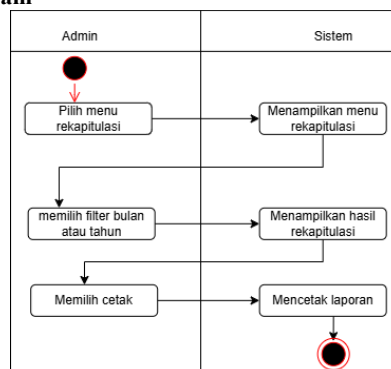 Admin
Sistem
Pilih menu
rekapitulasi
Menampilkan menu
rekapitulasi
memilih filter bulan
atau tahun
Menampilkan hasil
rekapitulasi
Memilih cetak
Mencetak laporan